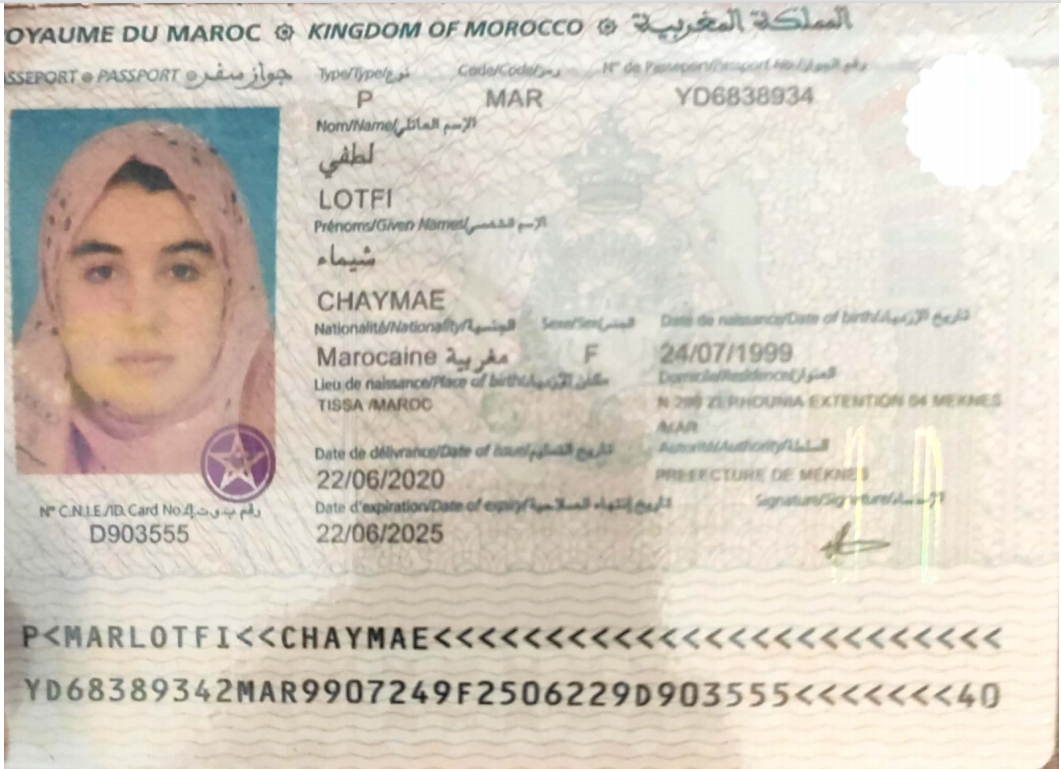 OYAUME DU MAROC KINGDOM OF MOROCCO المملكة المغربية
ASSEPORT PASSPORT جواز سفر Type/Type/نوع Code/Code/رمز N° de Passeport/Passport No/رقم الجواز
P MAR YD6838934
Nom/Name/الإسم العائلي
لطفي
LOTFI
Prénoms/Given Names/الإسم الشخصي
شيماء
CHAYMAE
Nationalité/Nationality/الجنسية Sexe/Sex/الجنس Date de naissance/Date of birth/تاريخ الإزدياد
Marocaine مغربية F 24/07/1999
Lieu de naissance/Place of birth/مكان الإزدياد Domicile/Residence/العنوان
TISSA /MAROC N 299 ZERHOUNIA EXTENTION 04 MEKNES
/MAR
Date de délivrance/Date of issue/تاريخ التسليم Autorité/Authority/السلطة
22/06/2020 PREFECTURE DE MEKNES
Date d'expiration/Date of expiry/تاريخ إنتهاء الصلاحية Signature/Signature/الإمضاء
22/06/2025
N° C.N.I.E./ID. Card No/رقم ب.و.ت.إ
D903555
P<MARLOTFI<<CHAYMAE<<<<<<<<<<<<<<<<<<<<<<<<<
YD68389342MAR9907249F2506229D903555<<<<<<<40